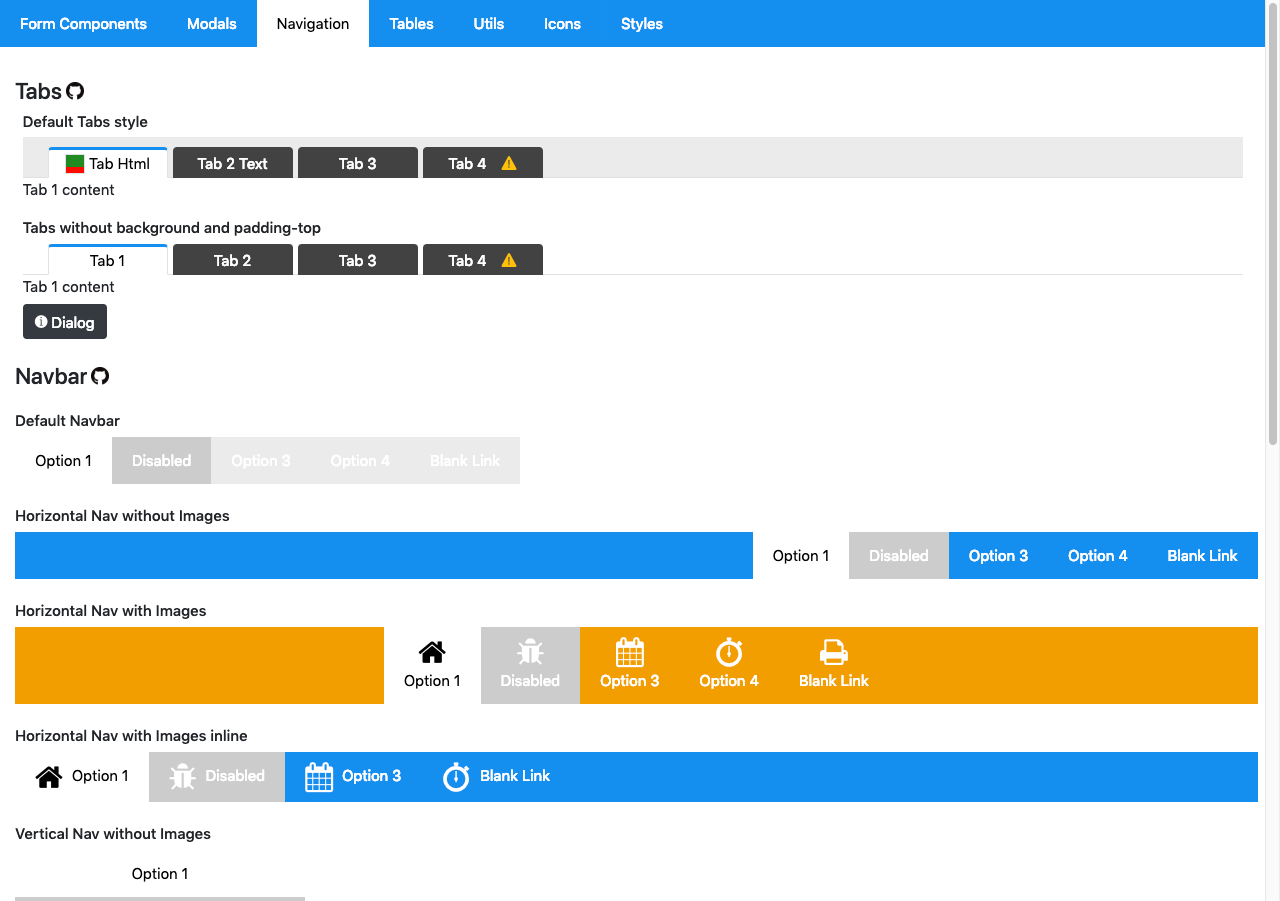 Form Components Modals Navigation Tables Utils Icons Styles
Tabs
Default Tabs style
Tab Html Tab 2 Text Tab 3 Tab 4
Tab 1 content
Tabs without background and padding-top
Tab 1 Tab 2 Tab 3 Tab 4
Tab 1 content
Dialog
Navbar
Default Navbar
Option 1 Disabled Option 3 Option 4 Blank Link
Horizontal Nav without Images
Option 1 Disabled Option 3 Option 4 Blank Link
Horizontal Nav with Images
Option 1 Disabled Option 3 Option 4 Blank Link
Horizontal Nav with Images inline
Option 1 Disabled Option 3 Blank Link
Vertical Nav without Images
Option 1